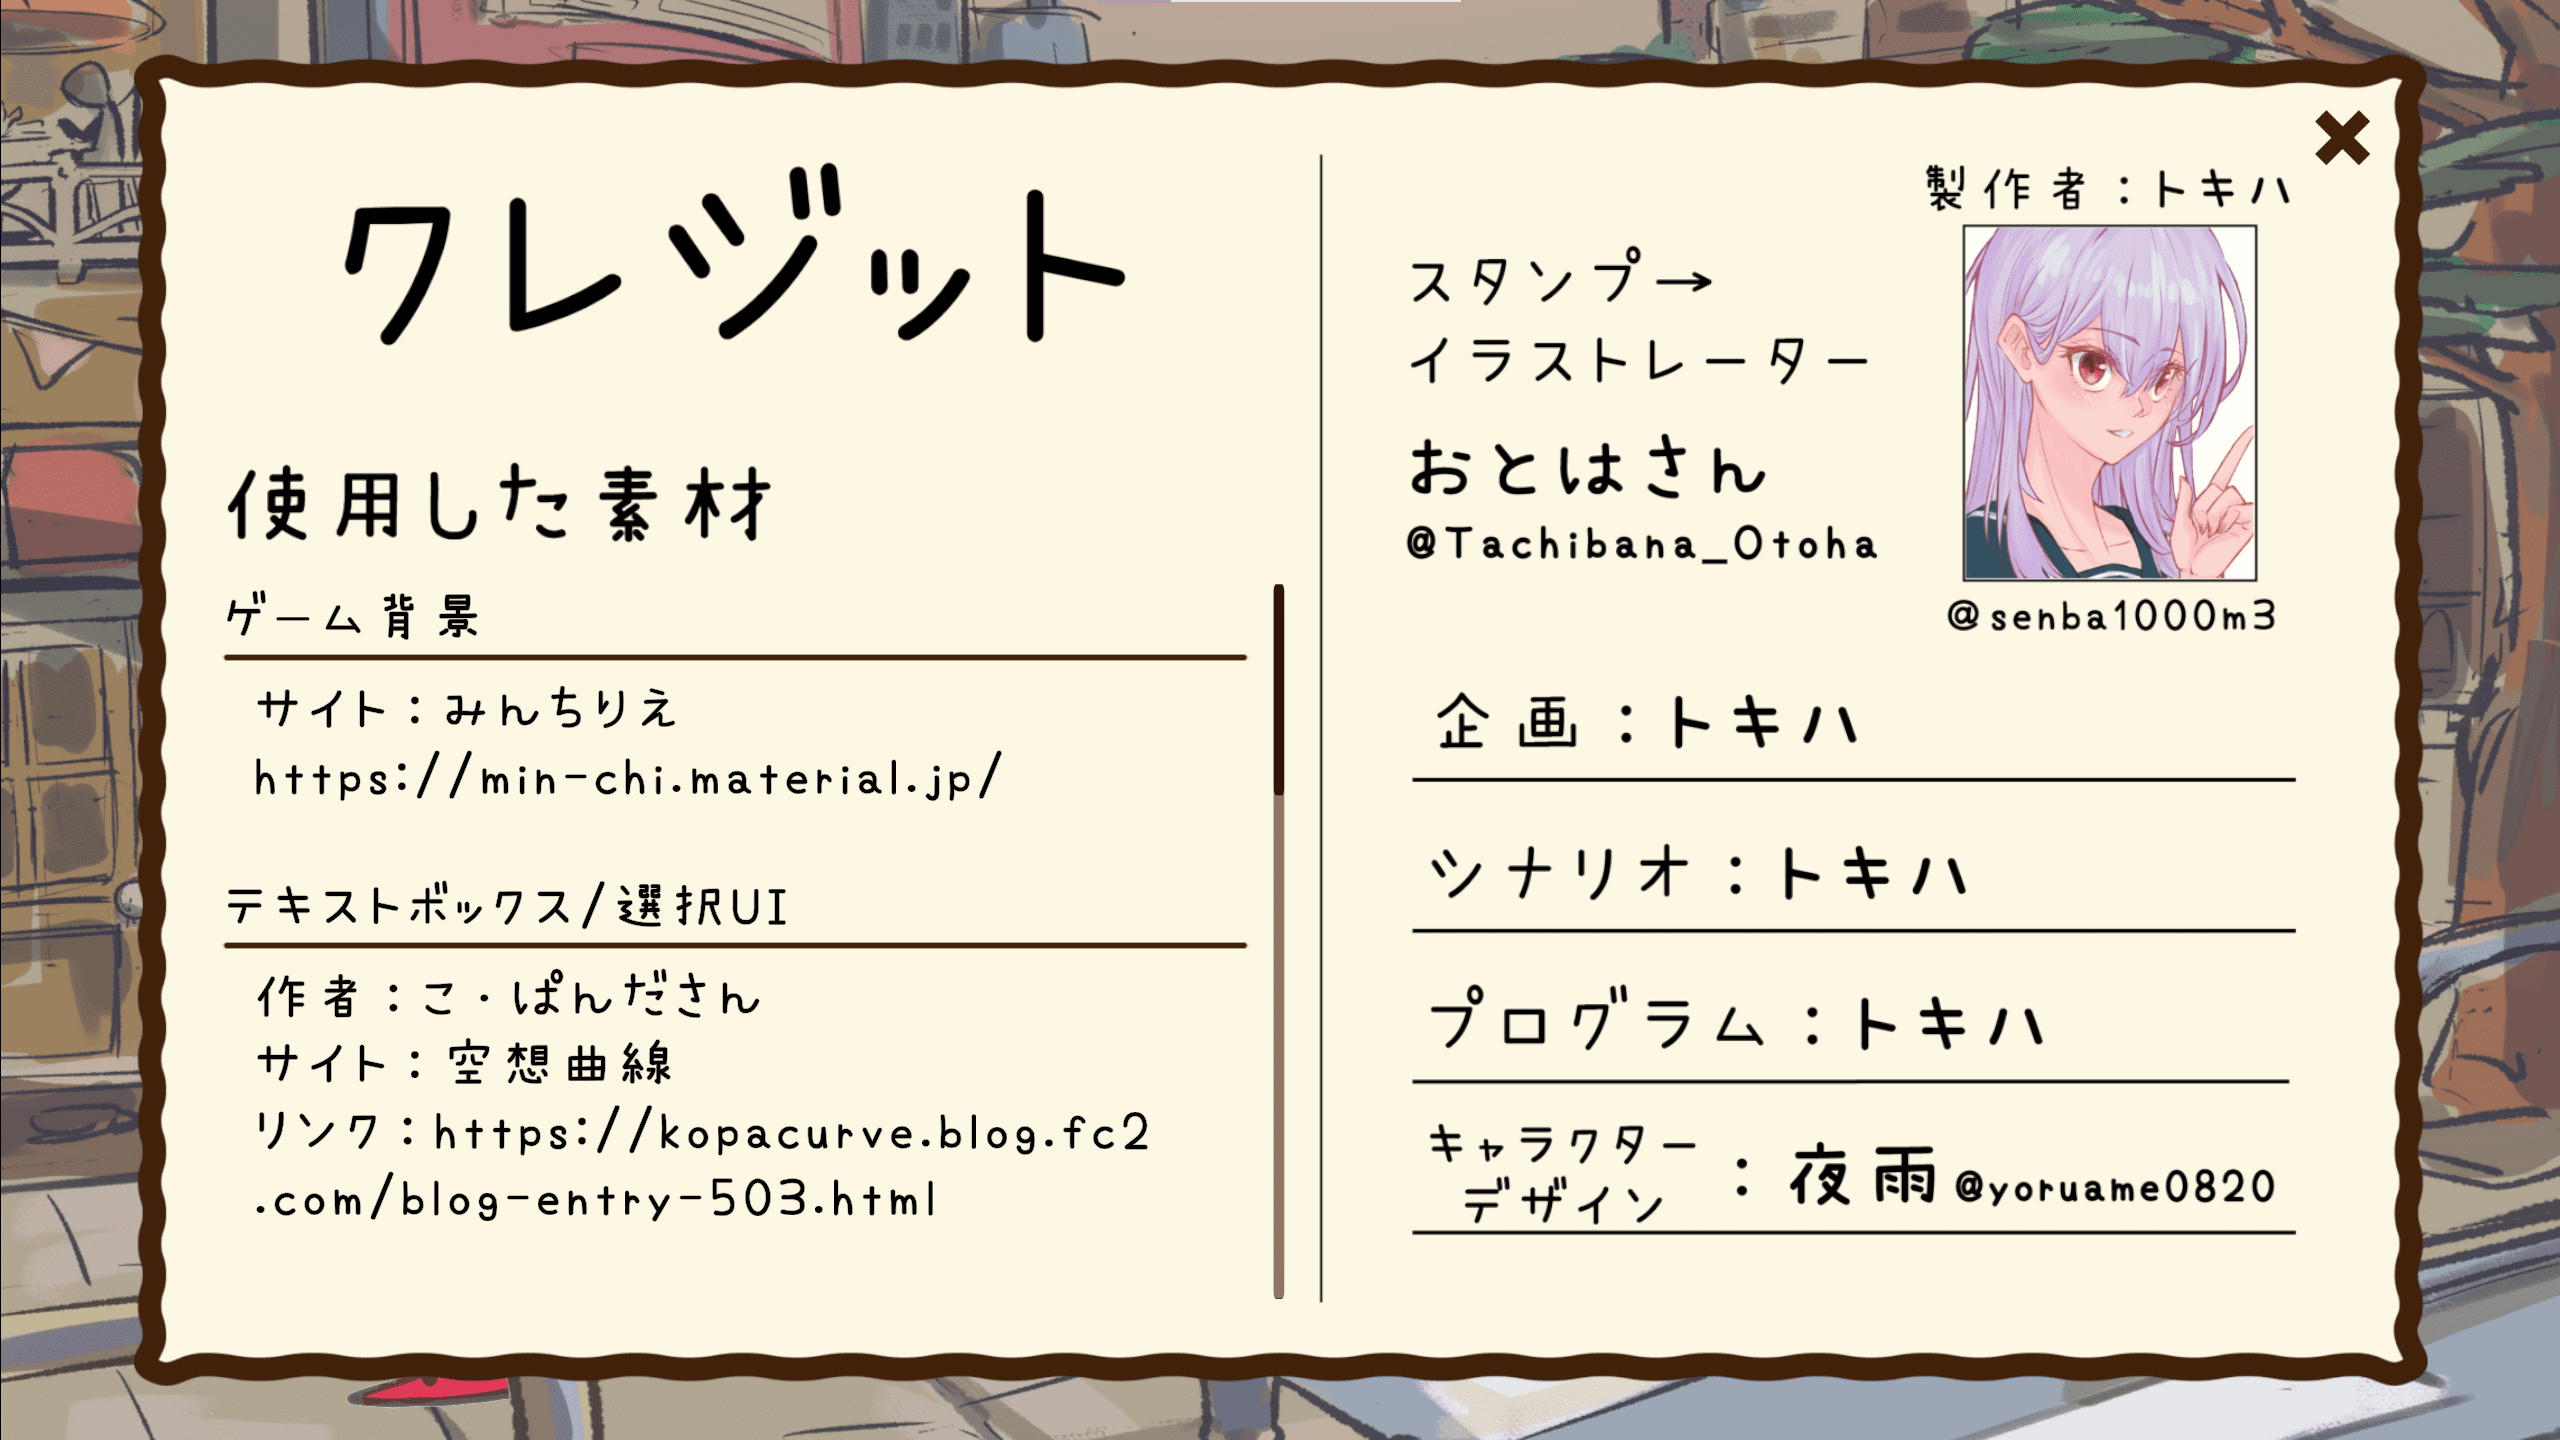 クレジット
使用した素材
ゲーム背景
サイト：みんちりえ
https://min-chi.material.jp/
テキストボックス/選択UI
作者：こ・ぱんださん
サイト：空想曲線
リンク：https://kopacurve.blog.fc2
.com/blog-entry-503.html
製作者：トキハ
スタンプ→
イラストレーター
おとはさん
@Tachibana_Otoha
@senba1000m3
企画：トキハ
シナリオ：トキハ
プログラム：トキハ
キャラクター
デザイン：夜雨@yoruame0820